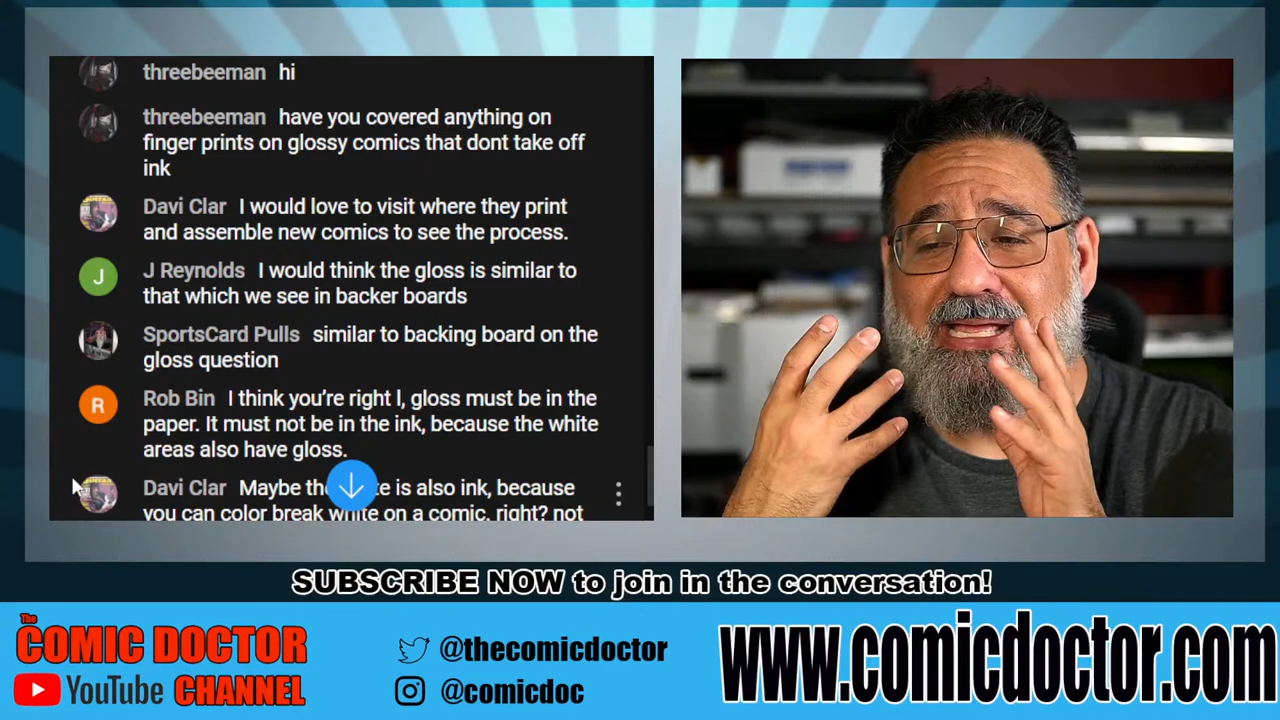 threebeeman hi
threebeeman have you covered anything on
finger prints on glossy comics that dont take off
ink
Davi Clar I would love to visit where they print
and assemble new comics to see the process.
J
J Reynolds I would think the gloss is similar to
that which we see in backer boards
SportsCard Pulls similar to backing board on the
gloss question
R
Rob Bin I think you’re right I, gloss must be in the
paper. It must not be in the ink, because the white
areas also have gloss.
Davi Clar Maybe is also ink, because
you can color break white on a comic, right? not
SUBSCRIBE NOW to join in the conversation!
The
COMIC DOCTOR
YouTube CHANNEL
@thecomicdoctor
@comicdoc
www.comicdoctor.com